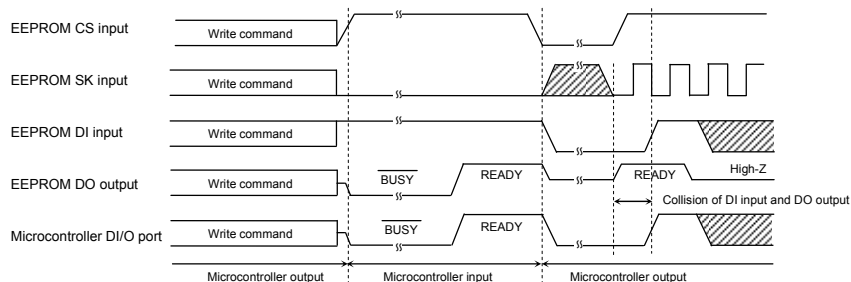 EEPROM CS input
Write command
EEPROM SK input
Write command
EEPROM DI input
Write command
EEPROM DO output
Write command
BUSY
READY
READY
High-Z
Collision of DI input and DO output
Microcontroller DI/O port
Write command
BUSY
READY
Microcontroller output
Microcontroller input
Microcontroller output